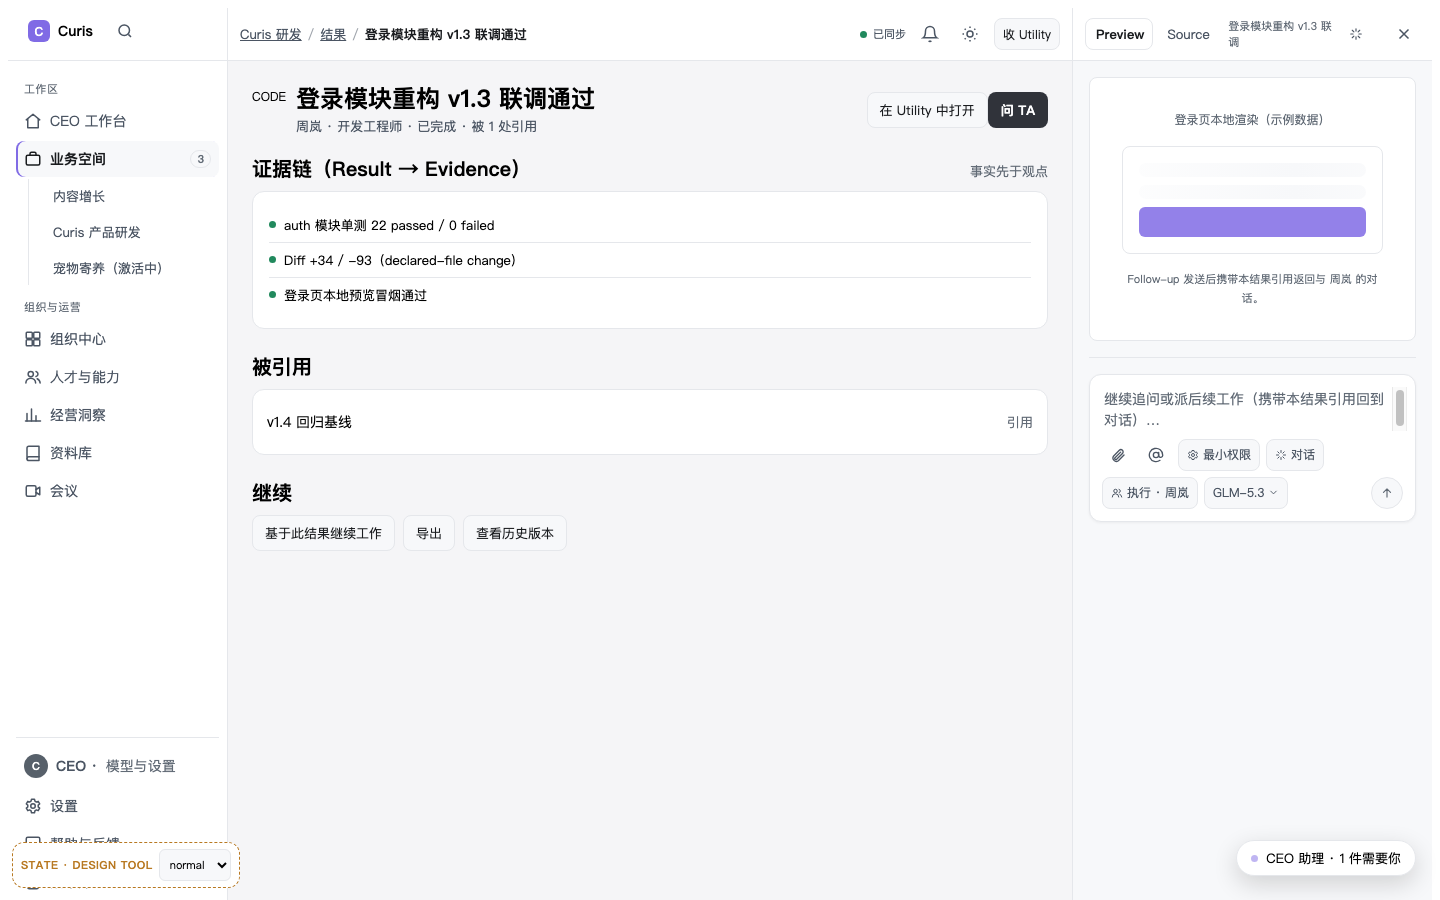 C Curis
工作区
CEO 工作台
业务空间 3
内容增长
Curis 产品研发
宠物寄养（激活中）
组织与运营
组织中心
人才与能力
经营洞察
资料库
会议
C CEO · 模型与设置
设置
STATE · DESIGN TOOL normal
Curis 研发 / 结果 / 登录模块重构 v1.3 联调通过
已同步
收 Utility
CODE 登录模块重构 v1.3 联调通过
周岚 · 开发工程师 · 已完成 · 被 1 处引用
在 Utility 中打开 问 TA
证据链（Result → Evidence） 事实先于观点
auth 模块单测 22 passed / 0 failed
Diff +34 / -93（declared-file change）
登录页本地预览冒烟通过
被引用
v1.4 回归基线 引用
继续
基于此结果继续工作 导出 查看历史版本
Preview Source 登录模块重构 v1.3 联
调
登录页本地渲染（示例数据）
Follow-up 发送后携带本结果引用返回与 周岚 的对
话。
继续追问或派后续工作（携带本结果引用回到
对话）...
最小权限 对话
执行 · 周岚 GLM-5.3
CEO 助理 · 1 件需要你